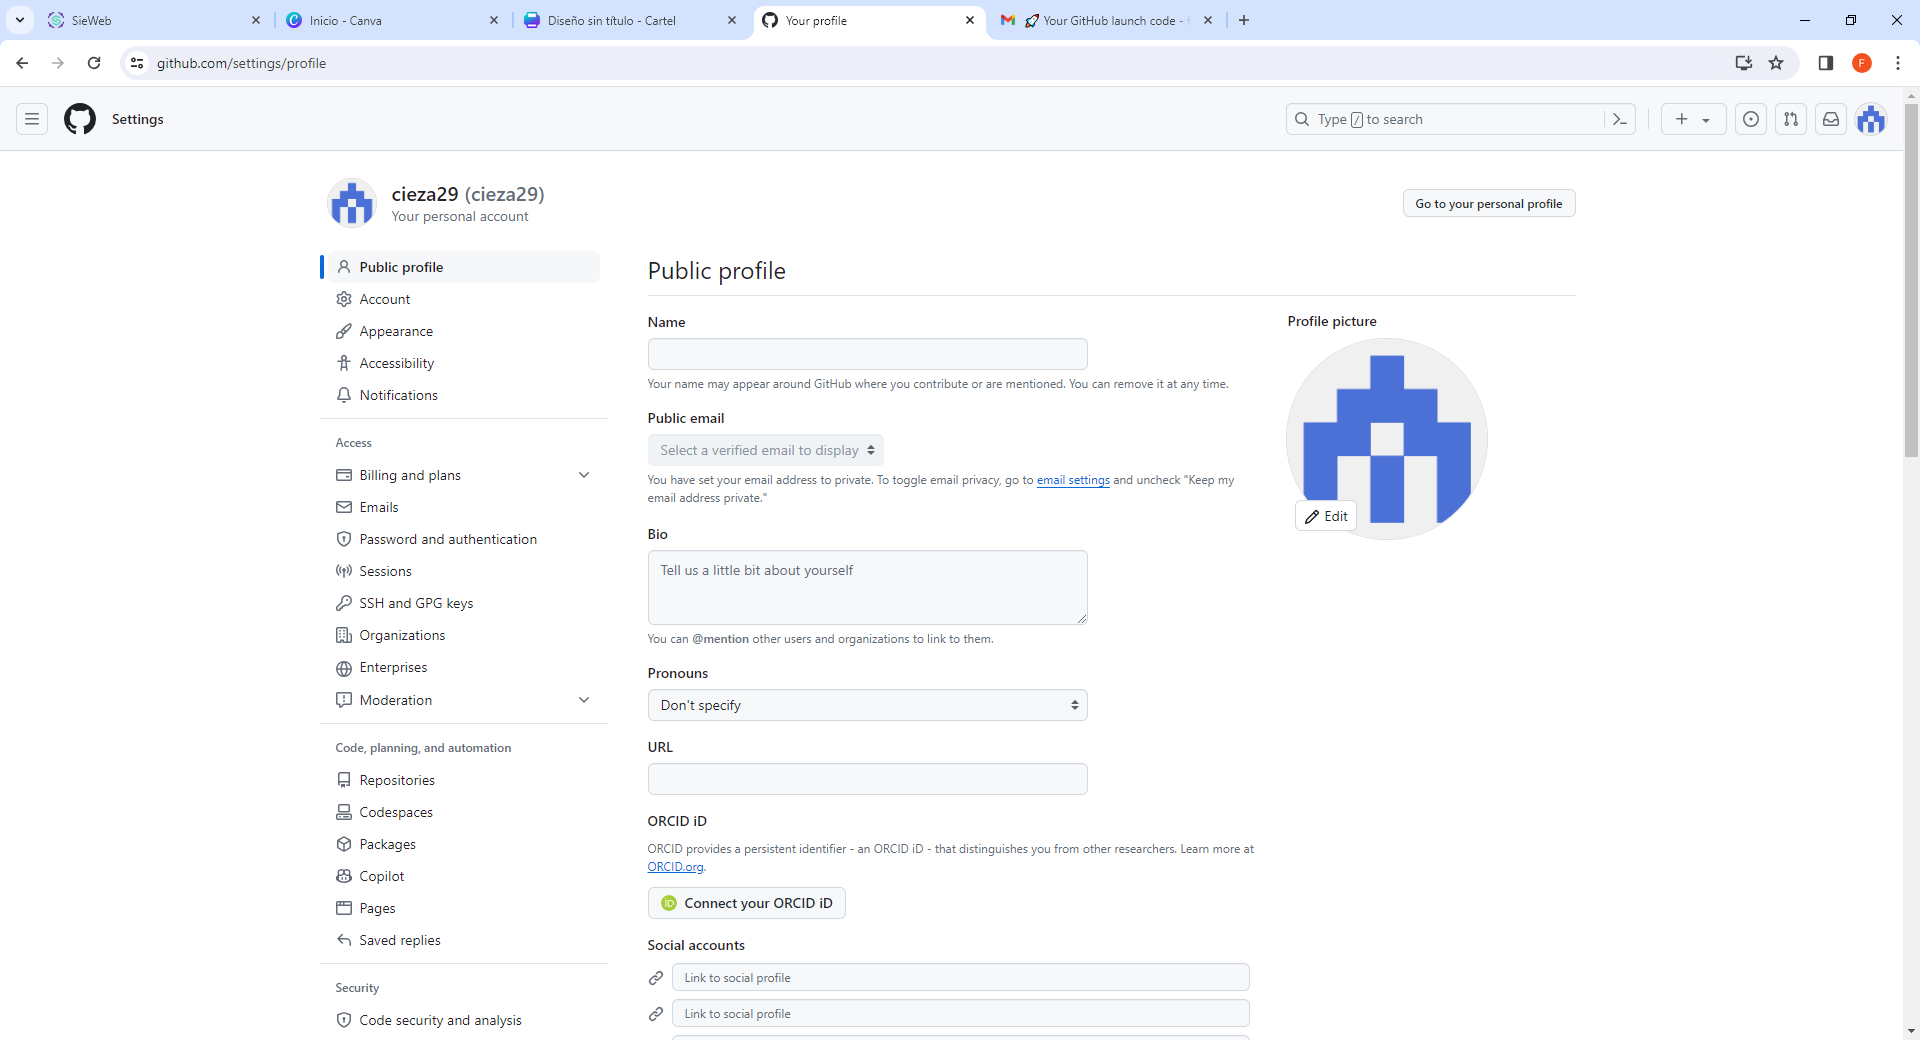 SieWeb
Inicio - Canva
Diseño sin título - Cartel
Your profile
Your GitHub launch code -
github.com/settings/profile
F
Settings
Type / to search
cieza29 (cieza29)
Your personal account
Go to your personal profile
Public profile
Account
Appearance
Accessibility
Notifications
Access
Billing and plans
Emails
Password and authentication
Sessions
SSH and GPG keys
Organizations
Enterprises
Moderation
Code, planning, and automation
Repositories
Codespaces
Packages
Copilot
Pages
Saved replies
Security
Code security and analysis
Public profile
Name
Your name may appear around GitHub where you contribute or are mentioned. You can remove it at any time.
Public email
Select a verified email to display
You have set your email address to private. To toggle email privacy, go to email settings and uncheck "Keep my
email address private."
Bio
Tell us a little bit about yourself
You can @mention other users and organizations to link to them.
Pronouns
Don't specify
URL
ORCID iD
ORCID provides a persistent identifier - an ORCID iD - that distinguishes you from other researchers. Learn more at
ORCID.org.
iD Connect your ORCID iD
Social accounts
Link to social profile
Link to social profile
Profile picture
Edit